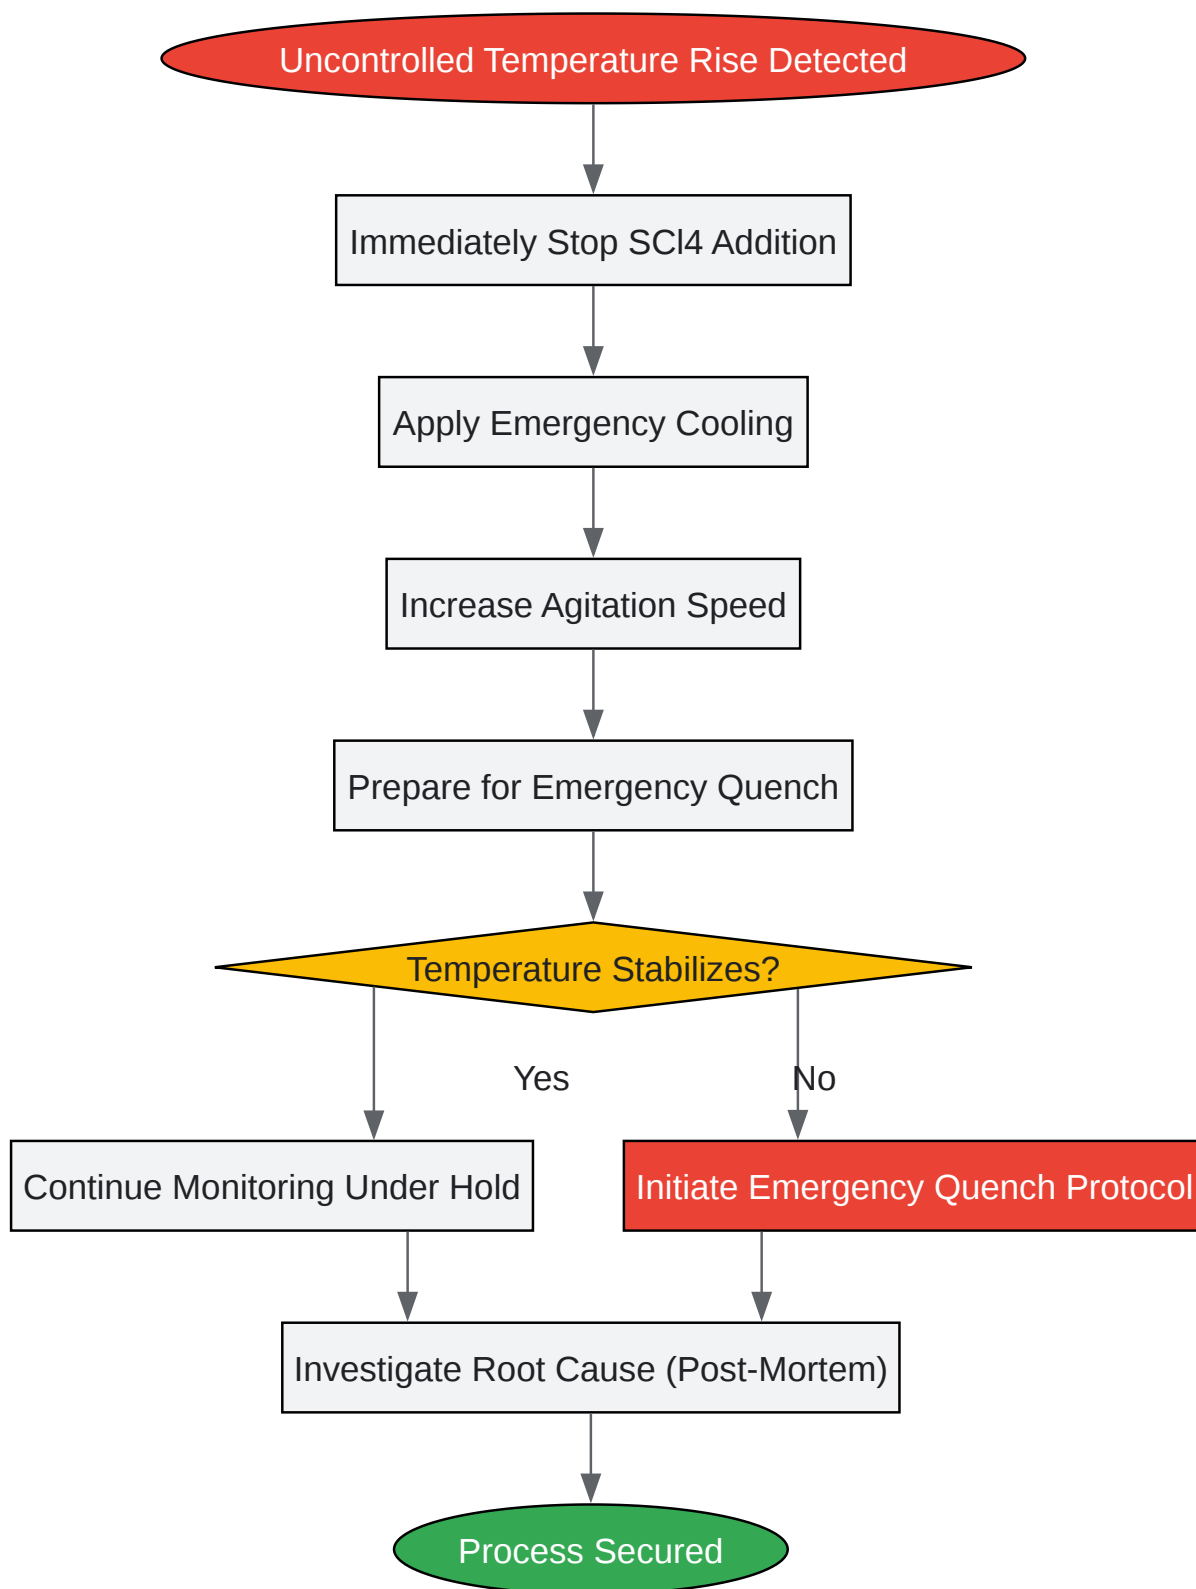 Uncontrolled Temperature Rise Detected
Immediately Stop SCl4 Addition
Apply Emergency Cooling
Increase Agitation Speed
Prepare for Emergency Quench
Temperature Stabilizes?
Yes
No
Continue Monitoring Under Hold
Initiate Emergency Quench Protocol
Investigate Root Cause (Post-Mortem)
Process Secured